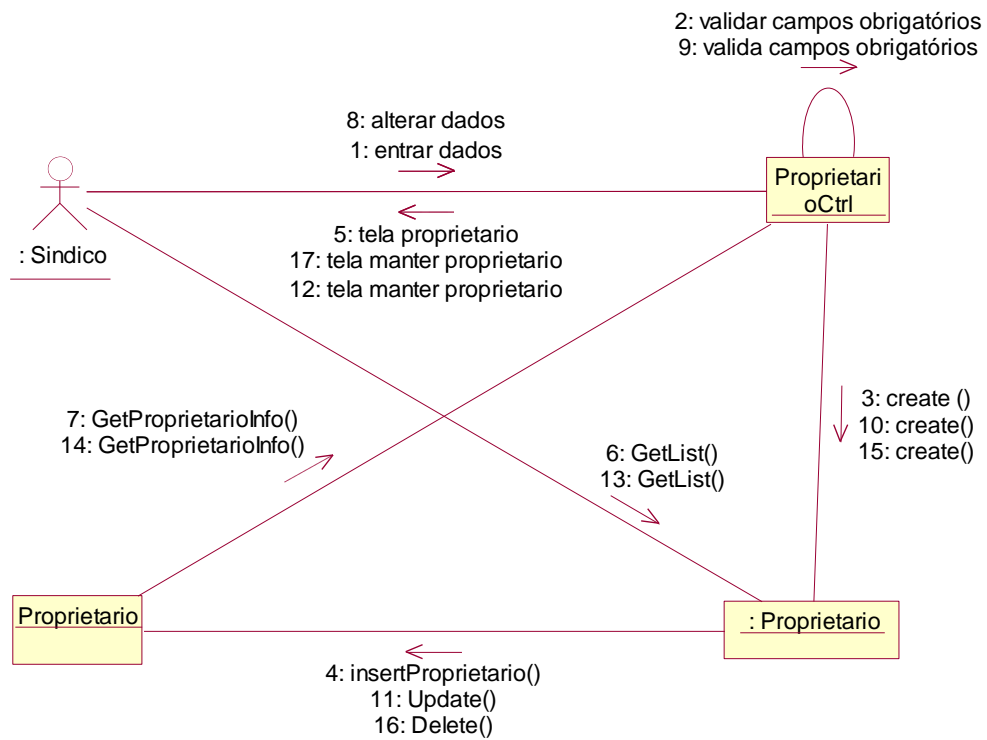 2: validar campos obrigatórios
9: valida campos obrigatórios
8: alterar dados
1: entrar dados
Proprietari
oCtrl
: Sindico
5: tela proprietario
17: tela manter proprietario
12: tela manter proprietario
7: GetProprietarioInfo()
14: GetProprietarioInfo()
3: create ()
10: create()
15: create()
6: GetList()
13: GetList()
Proprietario
: Proprietario
4: insertProprietario()
11: Update()
16: Delete()